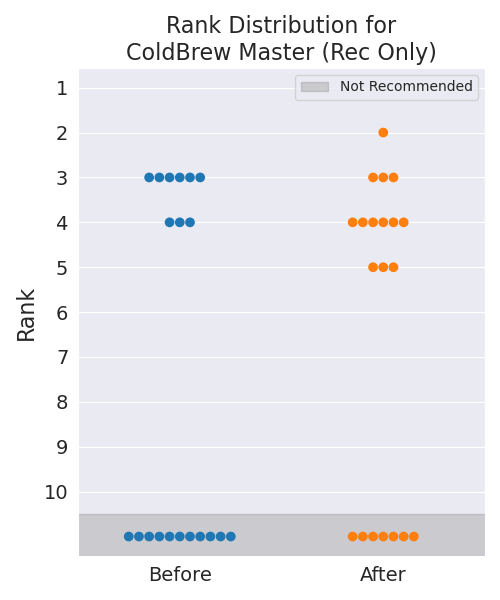 Rank Distribution for
ColdBrew Master (Rec Only)
Not Recommended
Rank
1
2
3
4
5
6
7
8
9
10
Before
After